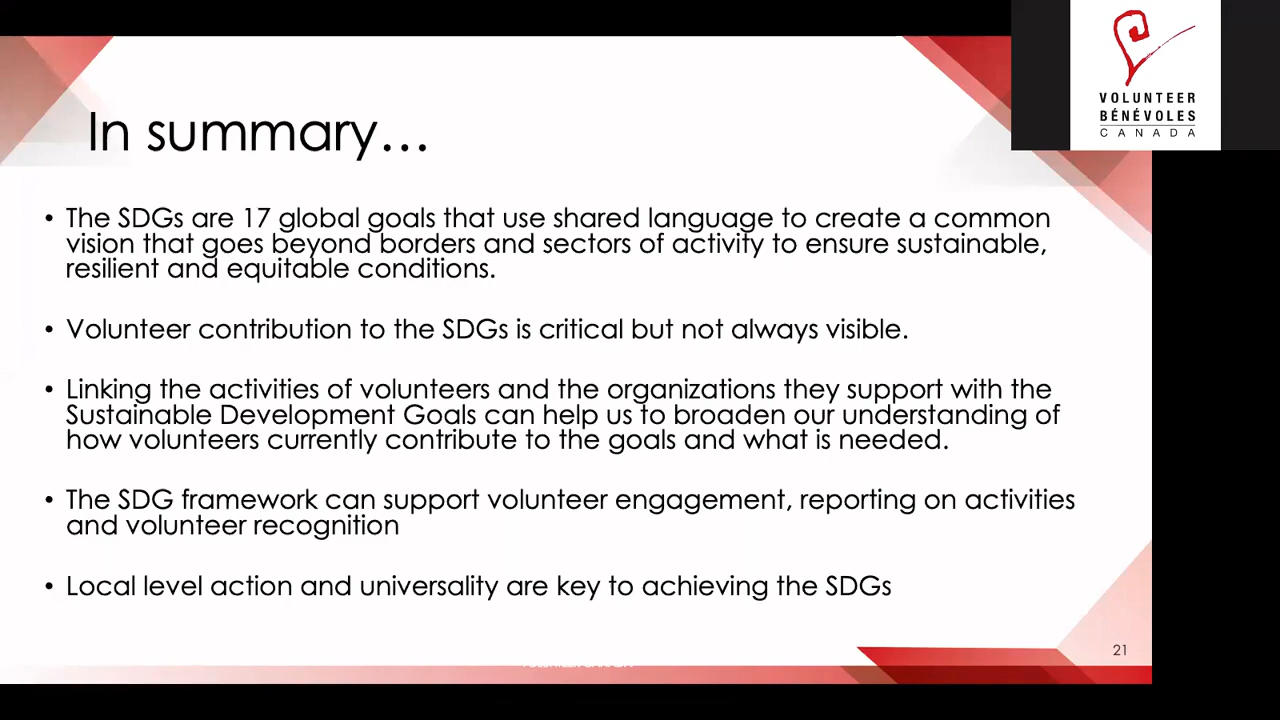 VOLUNTEER
BÉNÉVOLES
CANADA
In summary...
• The SDGs are 17 global goals that use shared language to create a common
vision that goes beyond borders and sectors of activity to ensure sustainable,
resilient and equitable conditions.
• Volunteer contribution to the SDGs is critical but not always visible.
• Linking the activities of volunteers and the organizations they support with the
Sustainable Development Goals can help us to broaden our understanding of
how volunteers currently contribute to the goals and what is needed.
• The SDG framework can support volunteer engagement, reporting on activities
and volunteer recognition
• Local level action and universality are key to achieving the SDGs
21